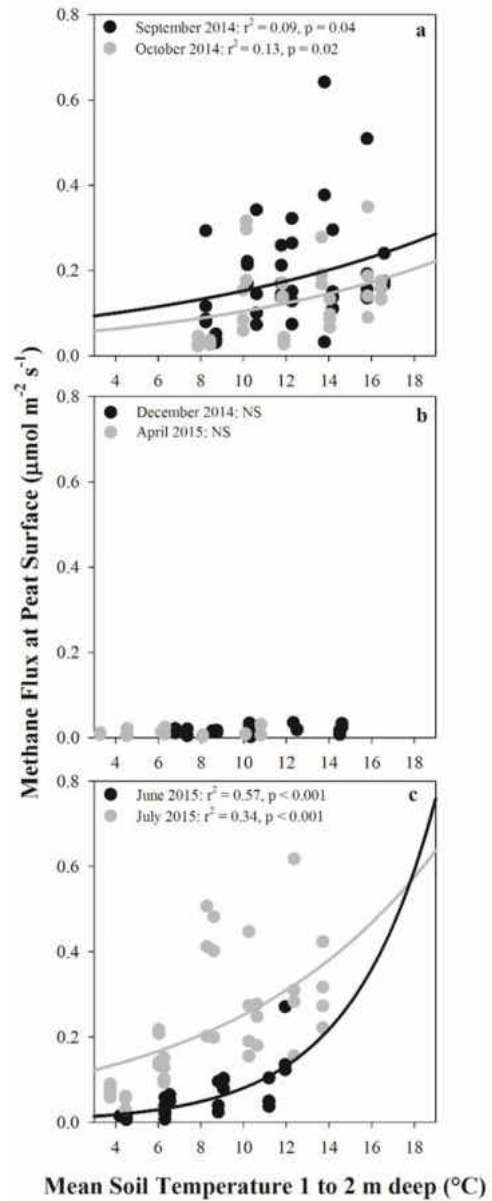 September 2014: r² = 0.09, p = 0.04
October 2014: r² = 0.13, p = 0.02
a
0.8
0.6
0.4
0.2
0.0
4 6 8 10 12 14 16 18
December 2014: NS
April 2015: NS
b
0.8
0.6
0.4
0.2
0.0
4 6 8 10 12 14 16 18
June 2015: r² = 0.57, p < 0.001
July 2015: r² = 0.34, p < 0.001
c
0.8
0.6
0.4
0.2
0.0
4 6 8 10 12 14 16 18
Methane Flux at Peat Surface (µmol m⁻² s⁻¹)
Mean Soil Temperature 1 to 2 m deep (°C)